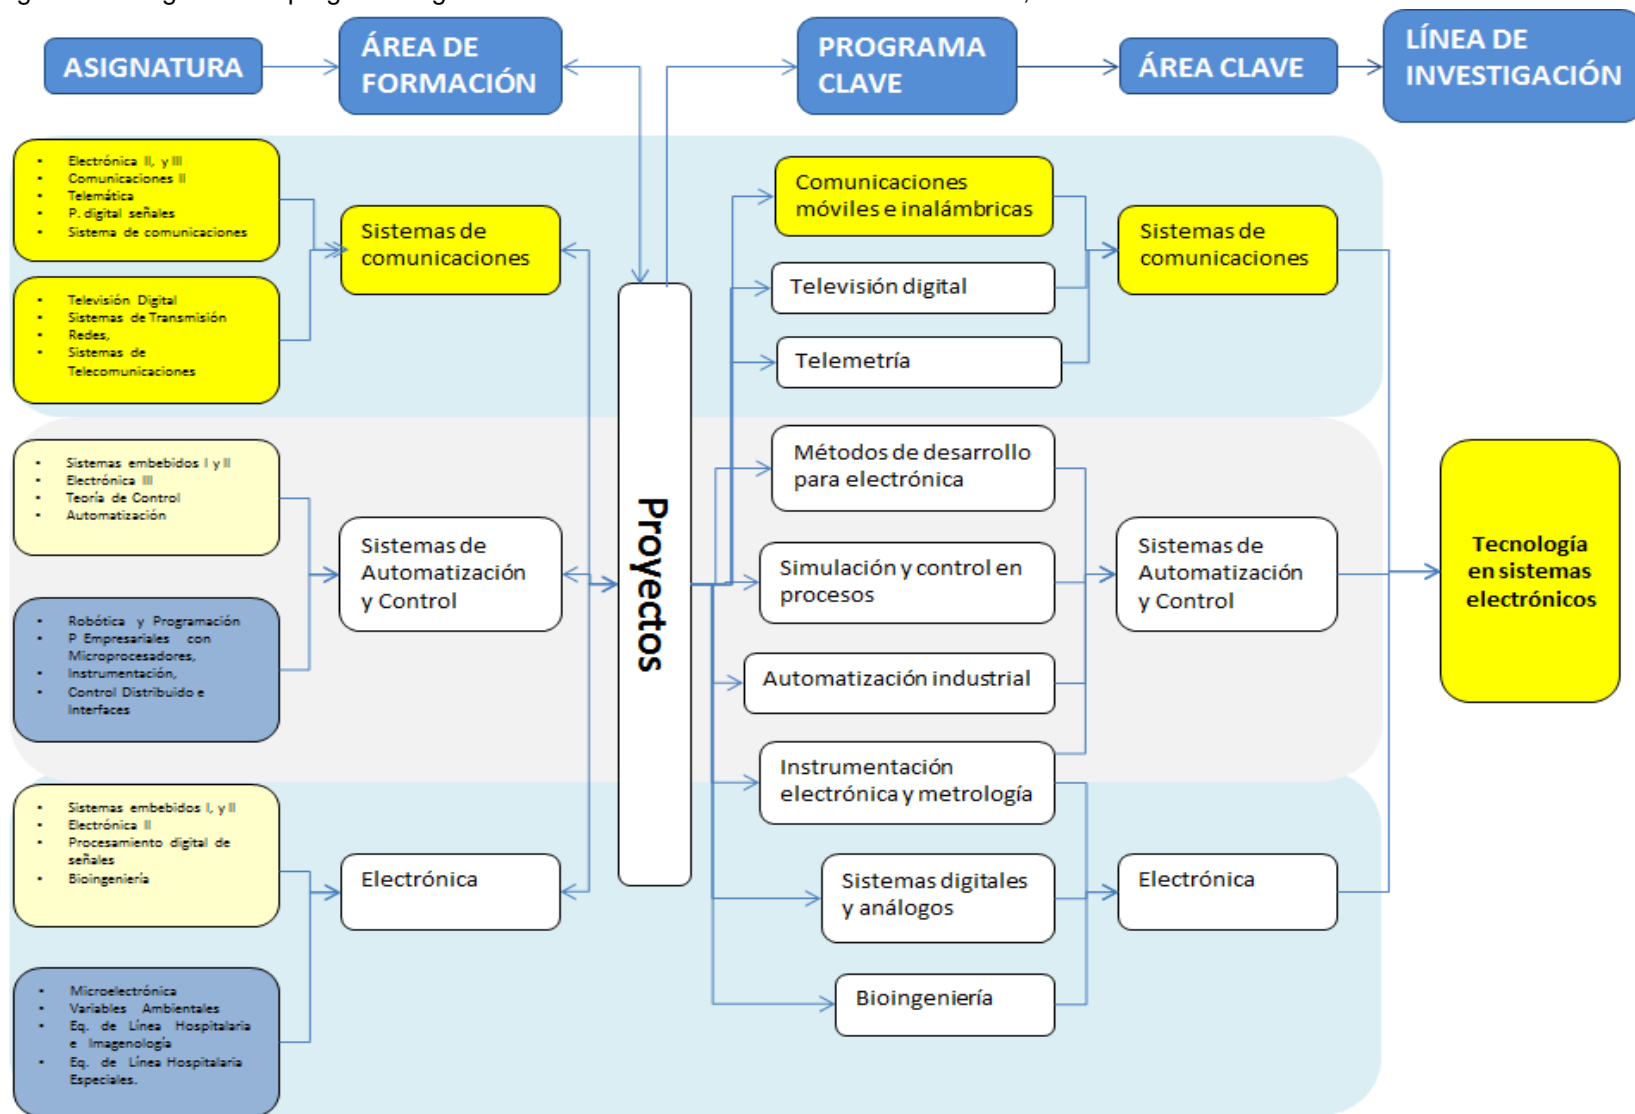 ASIGNATURA
ÁREA DE
FORMACIÓN
PROGRAMA
CLAVE
ÁREA CLAVE
LÍNEA DE
INVESTIGACIÓN
• Electrónica II, y III
• Comunicaciones II
• Telemática
• P. digital señales
• Sistema de comunicaciones
• Televisión Digital
• Sistemas de Transmisión
• Redes,
• Sistemas de
Telecomunicaciones
Sistemas de
comunicaciones
• Sistemas embebidos I y II
• Electrónica III
• Teoría de Control
• Automatización
• Robótica y Programación
• P Empresariales con
Microprocesadores,
• Instrumentación,
• Control Distribuido e
Interfaces
Sistemas de
Automatización
y Control
• Sistemas embebidos I, y II
• Electrónica II
• Procesamiento digital de
señales
• Bioingeniería
• Microelectrónica
• Variables Ambientales
• Eq. de Línea Hospitalaria
e Imagenología
• Eq. de Línea Hospitalaria
Especiales.
Electrónica
Proyectos
Comunicaciones
móviles e inalámbricas
Televisión digital
Telemetría
Métodos de desarrollo
para electrónica
Simulación y control en
procesos
Automatización industrial
Instrumentación
electrónica y metrología
Sistemas digitales
y análogos
Bioingeniería
Sistemas de
comunicaciones
Sistemas de
Automatización
y Control
Electrónica
Tecnología
en sistemas
electrónicos